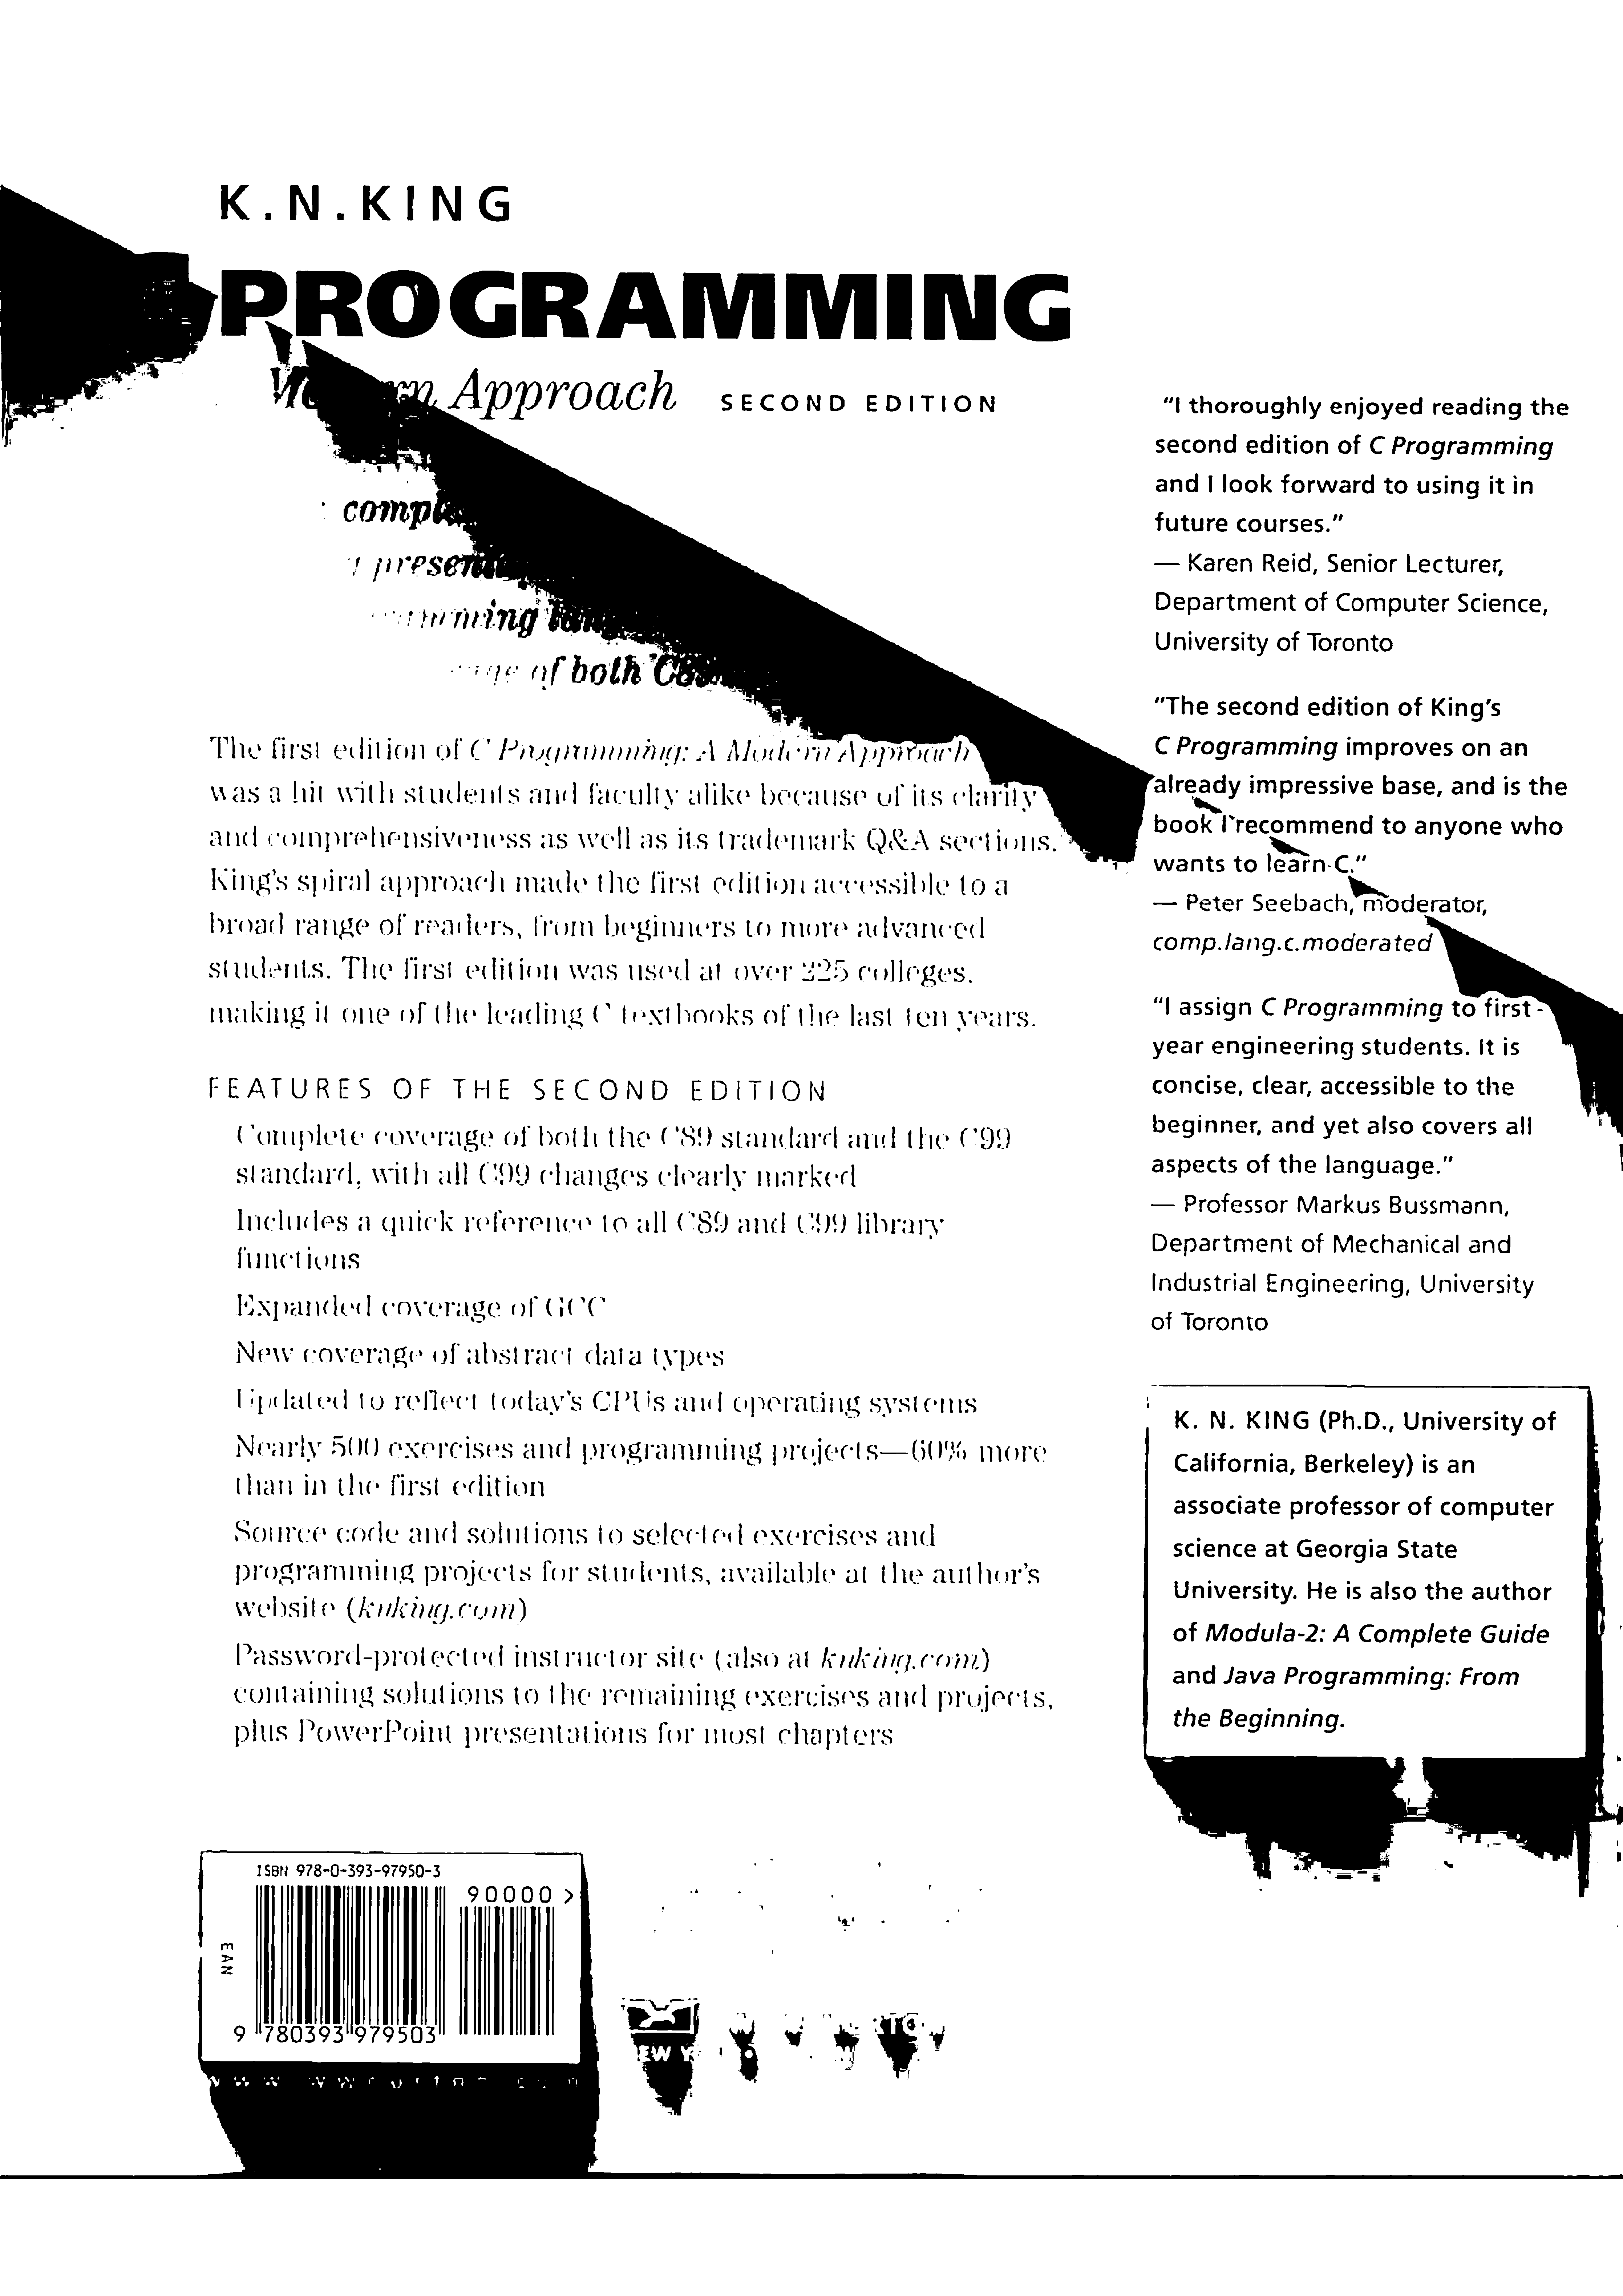 K.N.KING
PROGRAMMING
Approach SECOND EDITION
of both C89
The first edition of C Programming: A Modern Approach
was a hit with students and faculty alike because of its clarity
and comprehensiveness as well as its trademark Q&A sections.
King's spiral approach made the first edition accessible to a
broad range of readers, from beginners to more advanced
students. The first edition was used at over 225 colleges,
making it one of the leading C textbooks of the last ten years.
FEATURES OF THE SECOND EDITION
Complete coverage of both the C89 standard and the C99
standard, with all C99 changes clearly marked
Includes a quick reference to all C89 and C99 library
functions
Expanded coverage of GCC
New coverage of abstract data types
Updated to reflect today's CPUs and operating systems
Nearly 500 exercises and programming projects—60% more
than in the first edition
Source code and solutions to selected exercises and
programming projects for students, available at the author's
website (knking.com)
Password-protected instructor site (also at knking.com)
containing solutions to the remaining exercises and projects,
plus PowerPoint presentations for most chapters
"I thoroughly enjoyed reading the
second edition of C Programming
and I look forward to using it in
future courses."
— Karen Reid, Senior Lecturer,
Department of Computer Science,
University of Toronto
"The second edition of King's
C Programming improves on an
already impressive base, and is the
book I recommend to anyone who
wants to learn C."
— Peter Seebach, moderator,
comp.lang.c.moderated
"I assign C Programming to first-
year engineering students. It is
concise, clear, accessible to the
beginner, and yet also covers all
aspects of the language."
— Professor Markus Bussmann,
Department of Mechanical and
Industrial Engineering, University
of Toronto
K. N. KING (Ph.D., University of
California, Berkeley) is an
associate professor of computer
science at Georgia State
University. He is also the author
of Modula-2: A Complete Guide
and Java Programming: From
the Beginning.
ISBN 978-0-393-97950-3
90000 >
EAN
9 780393 979503